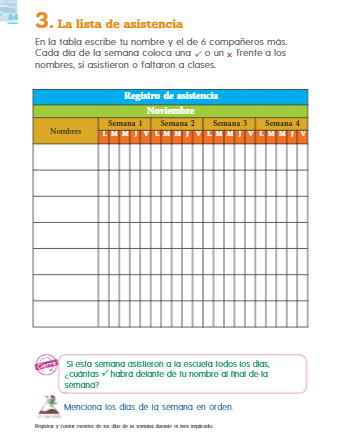 64
3. La lista de asistencia
En la tabla escribe tu nombre y el de 6 compañeros más.
Cada día de la semana coloca una ✓ o un x frente a los
nombres, si asistieron o faltaron a clases.
Registro de asistencia
Noviembre
Nombres
Semana 1 Semana 2 Semana 3 Semana 4
L M M J V L M M J V L M M J V L M M J V
Cierre
Si esta semana asistieron a la escuela todos los días,
¿cuántas ✓ habrá delante de tu nombre al final de la
semana?
Menciona los días de la semana en orden.
Registrar y contar eventos de los días de la semana durante el mes implicado.